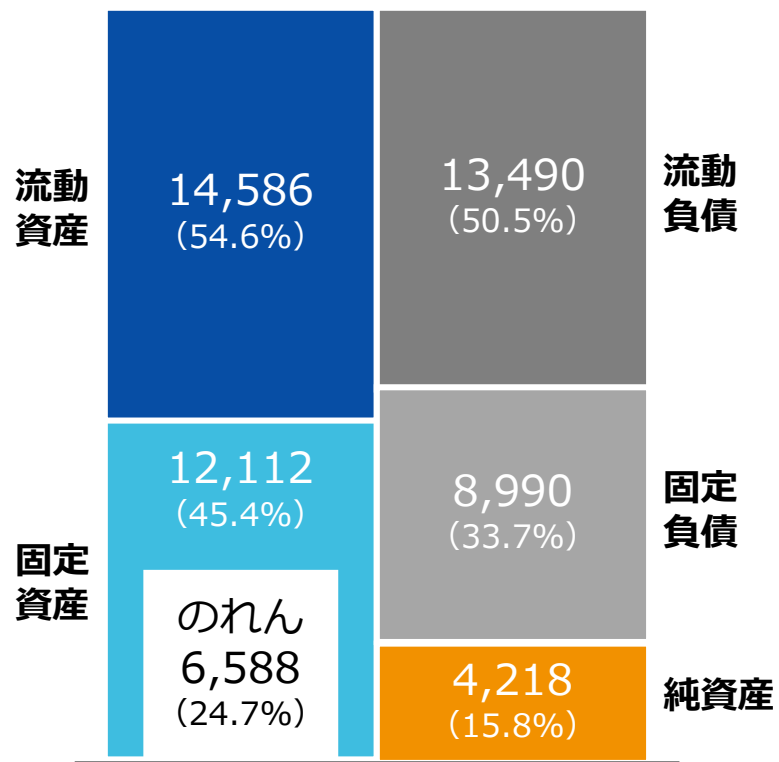 流動
資産
14,586
(54.6%)
13,490
(50.5%)
流動
負債
固定
資産
12,112
(45.4%)
のれん
6,588
(24.7%)
8,990
(33.7%)
固定
負債
4,218
(15.8%)
純資産